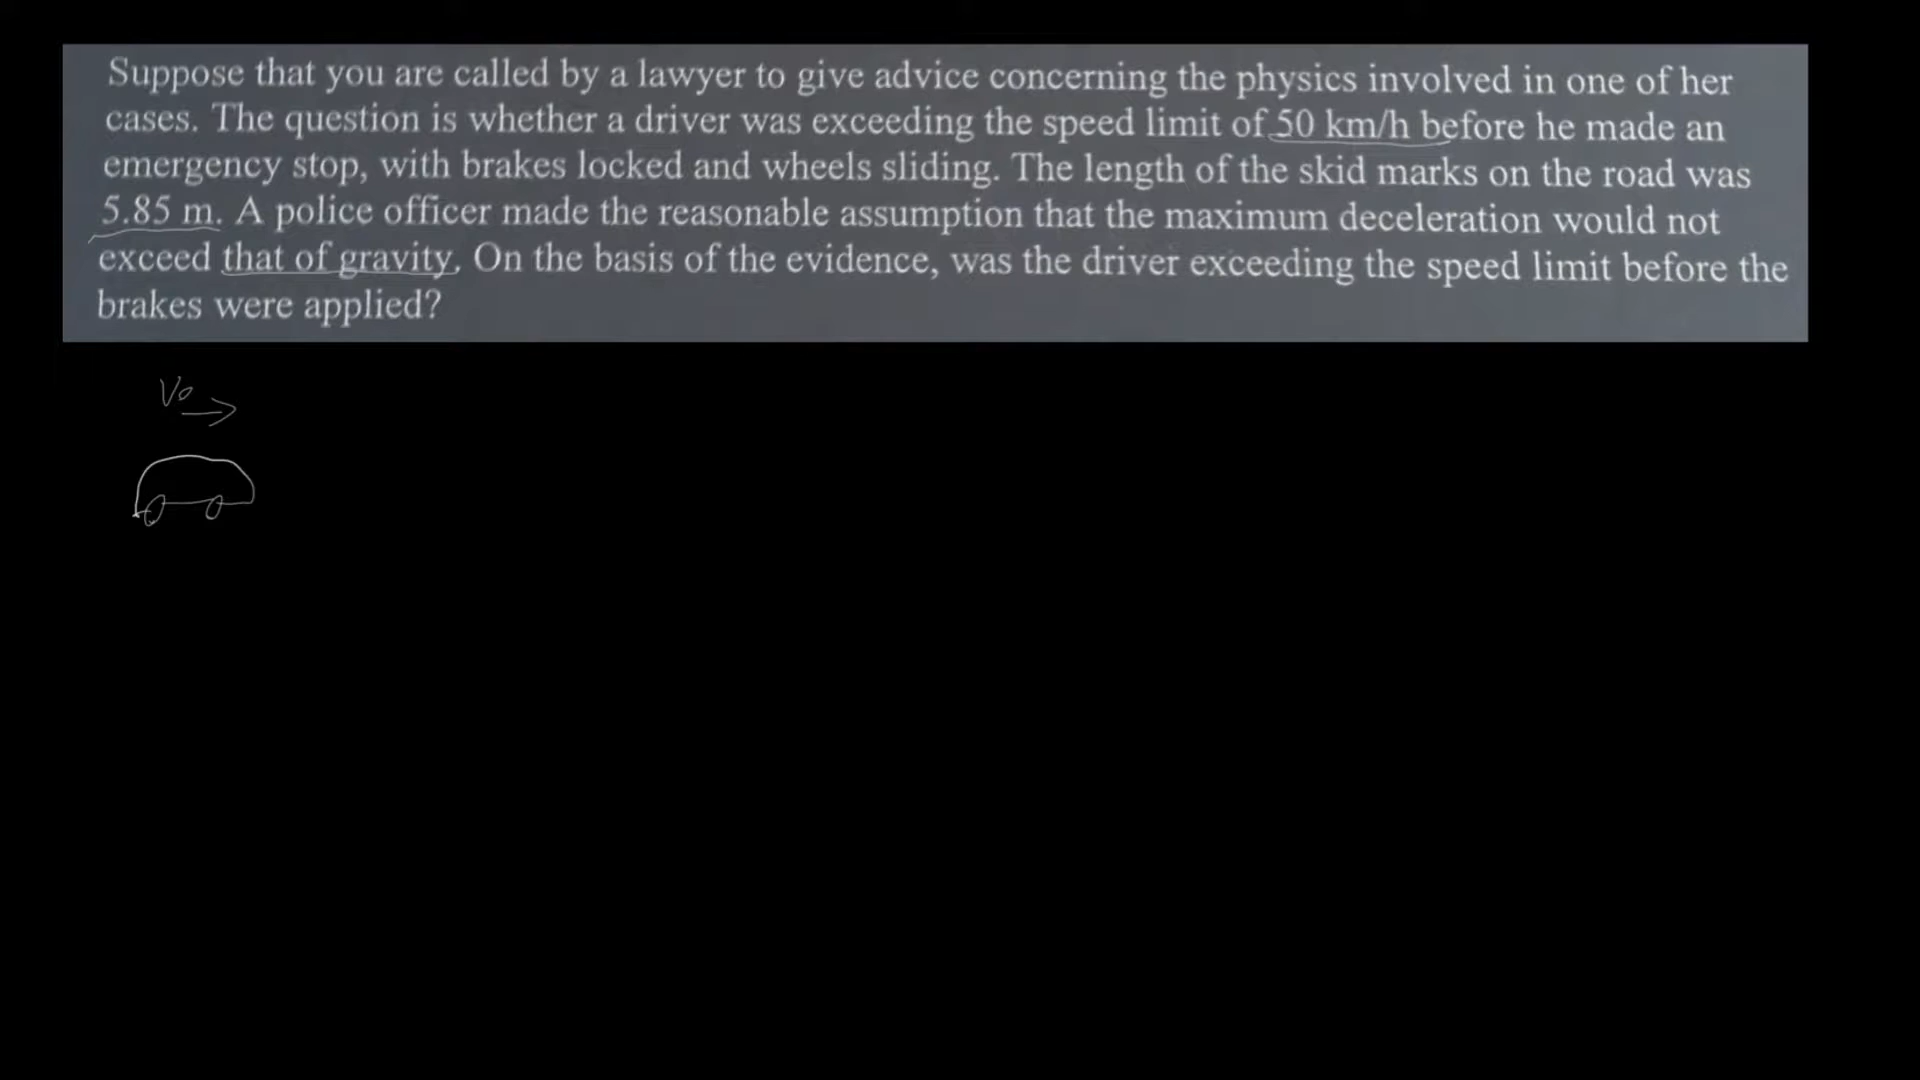 Suppose that you are called by a lawyer to give advice concerning the physics involved in one of her
cases. The question is whether a driver was exceeding the speed limit of 50 km/h before he made an
emergency stop, with brakes locked and wheels sliding. The length of the skid marks on the road was
5.85 m. A police officer made the reasonable assumption that the maximum deceleration would not
exceed that of gravity. On the basis of the evidence, was the driver exceeding the speed limit before the
brakes were applied?
Vo